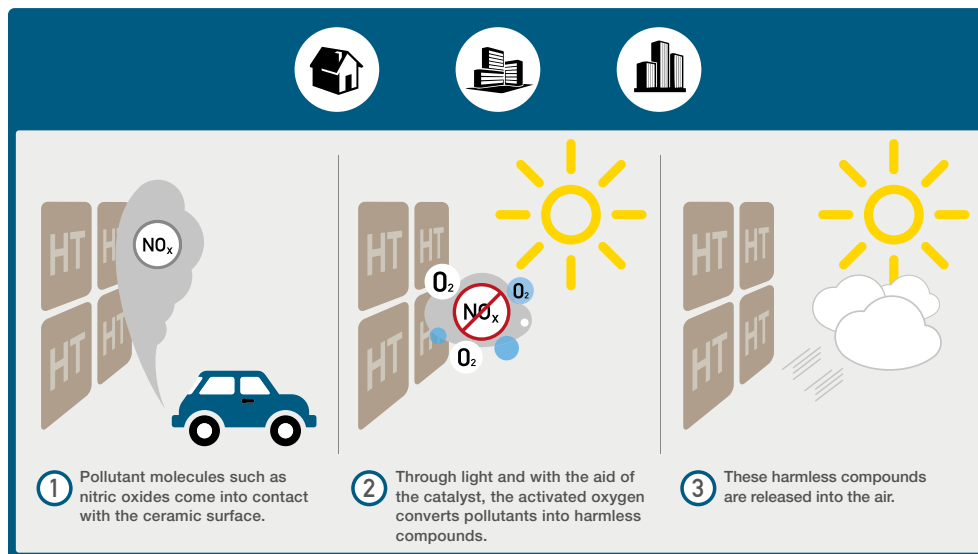 HT
HT
HT
HT
NOx
HT
HT
HT
HT
O2
O2
NOx
O2
HT
HT
HT
HT
1
Pollutant molecules such as
nitric oxides come into contact
with the ceramic surface.
2
Through light and with the aid of
the catalyst, the activated oxygen
converts pollutants into harmless
compounds.
3
These harmless compounds
are released into the air.